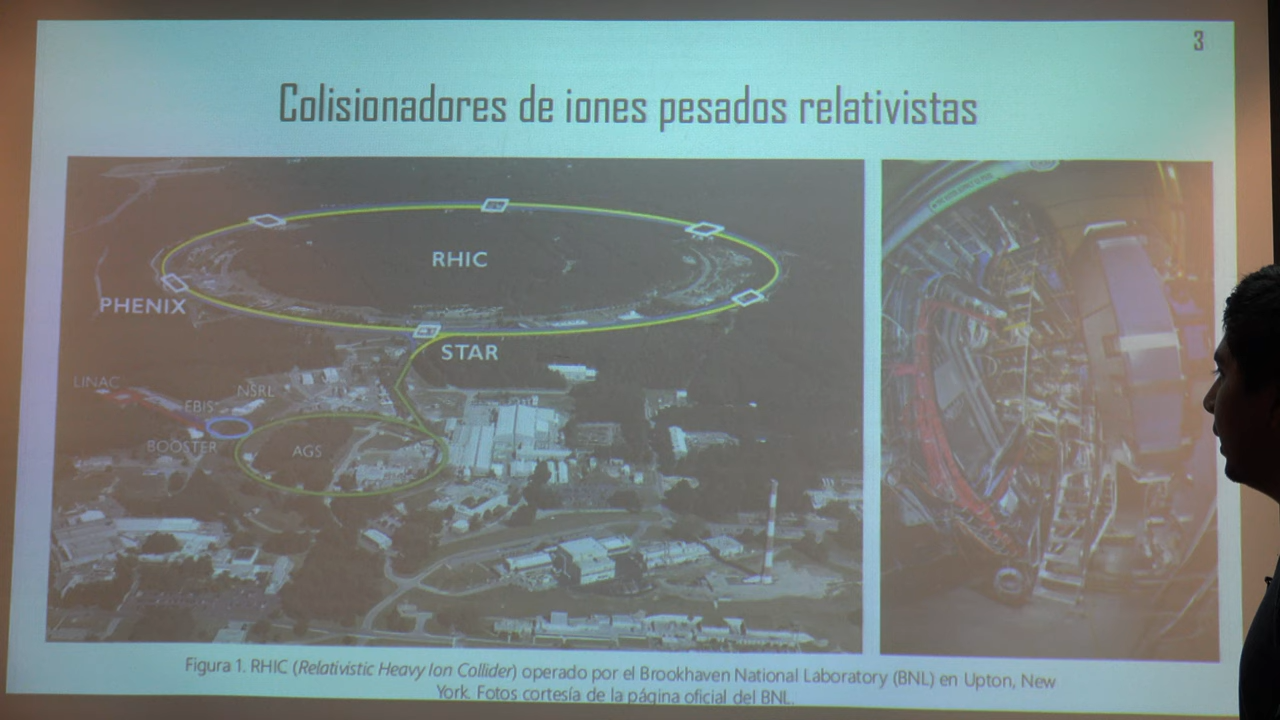 3
Colisionadores de iones pesados relativistas
RHIC
PHENIX
STAR
LINAC
NSRL
EBIS
BOOSTER
AGS
Figura 1. RHIC (Relativistic Heavy Ion Collider) operado por el Brookhaven National Laboratory (BNL) en Upton, New
York. Fotos cortesía de la página oficial del BNL.